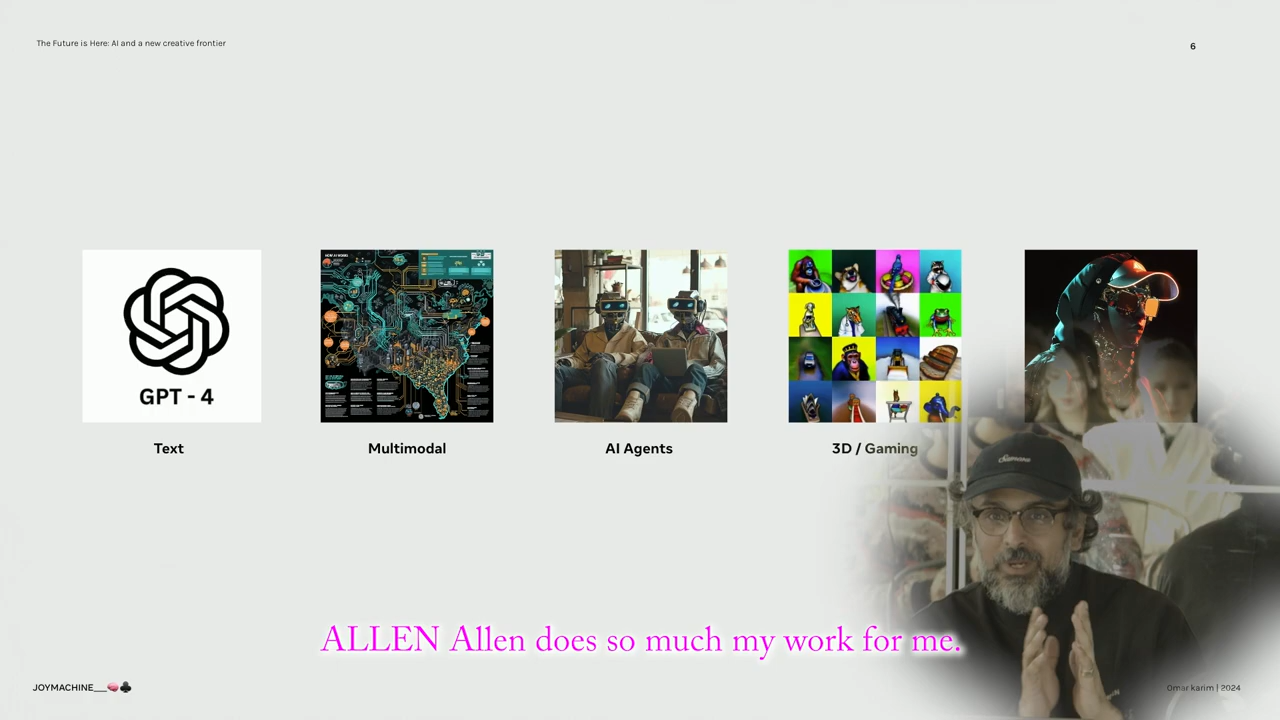 The Future is Here: AI and a new creative frontier
6
GPT - 4
Text
Multimodal
AI Agents
3D / Gaming
ALLEN Allen does so much my work for me.
JOYMACHINE__🧠♣
Omar karim | 2024